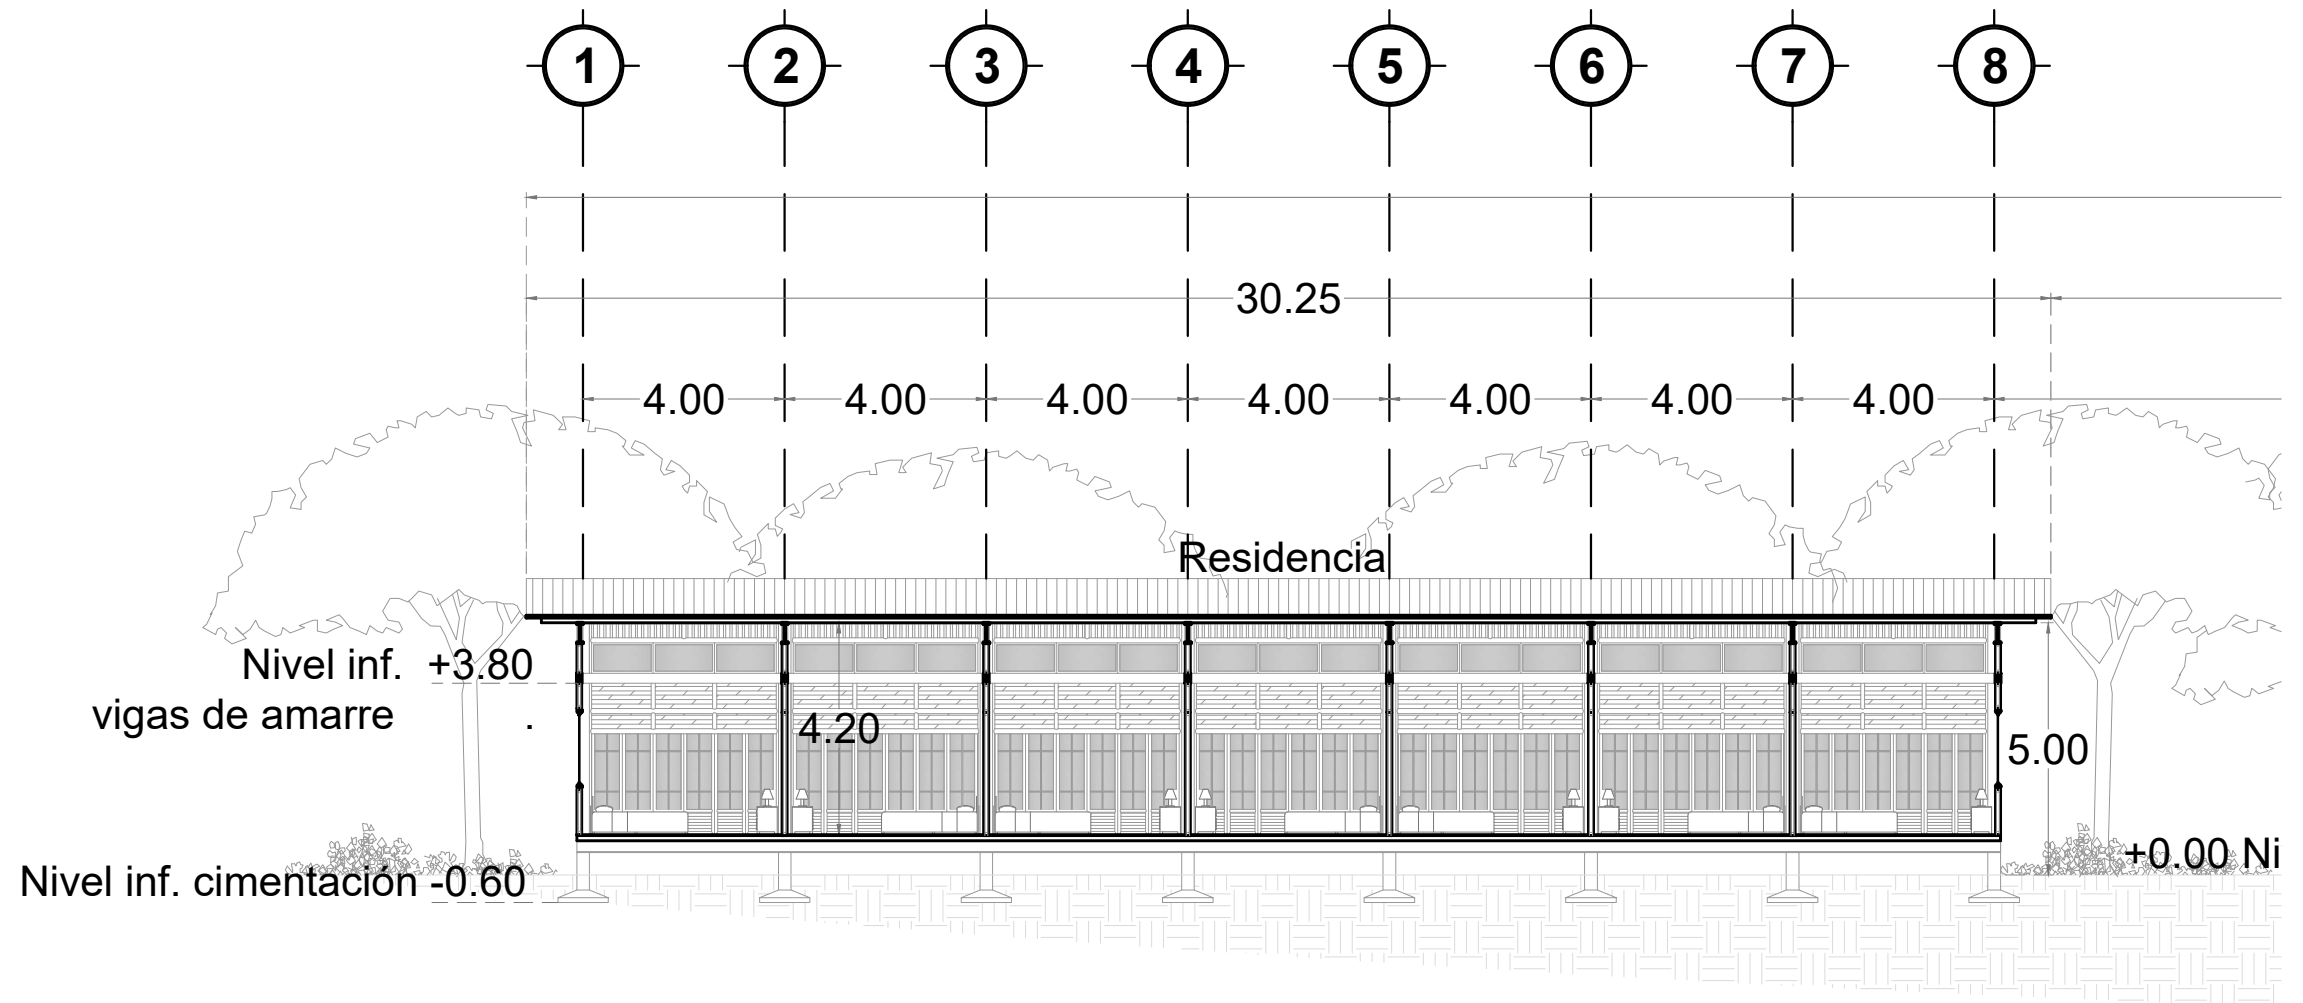 1 2 3 4 5 6 7 8
30.25
4.00 4.00 4.00 4.00 4.00 4.00 4.00
Residencia
Nivel inf. +3.80
vigas de amarre .
4.20
5.00
+0.00 Ni
Nivel inf. cimentación -0.60